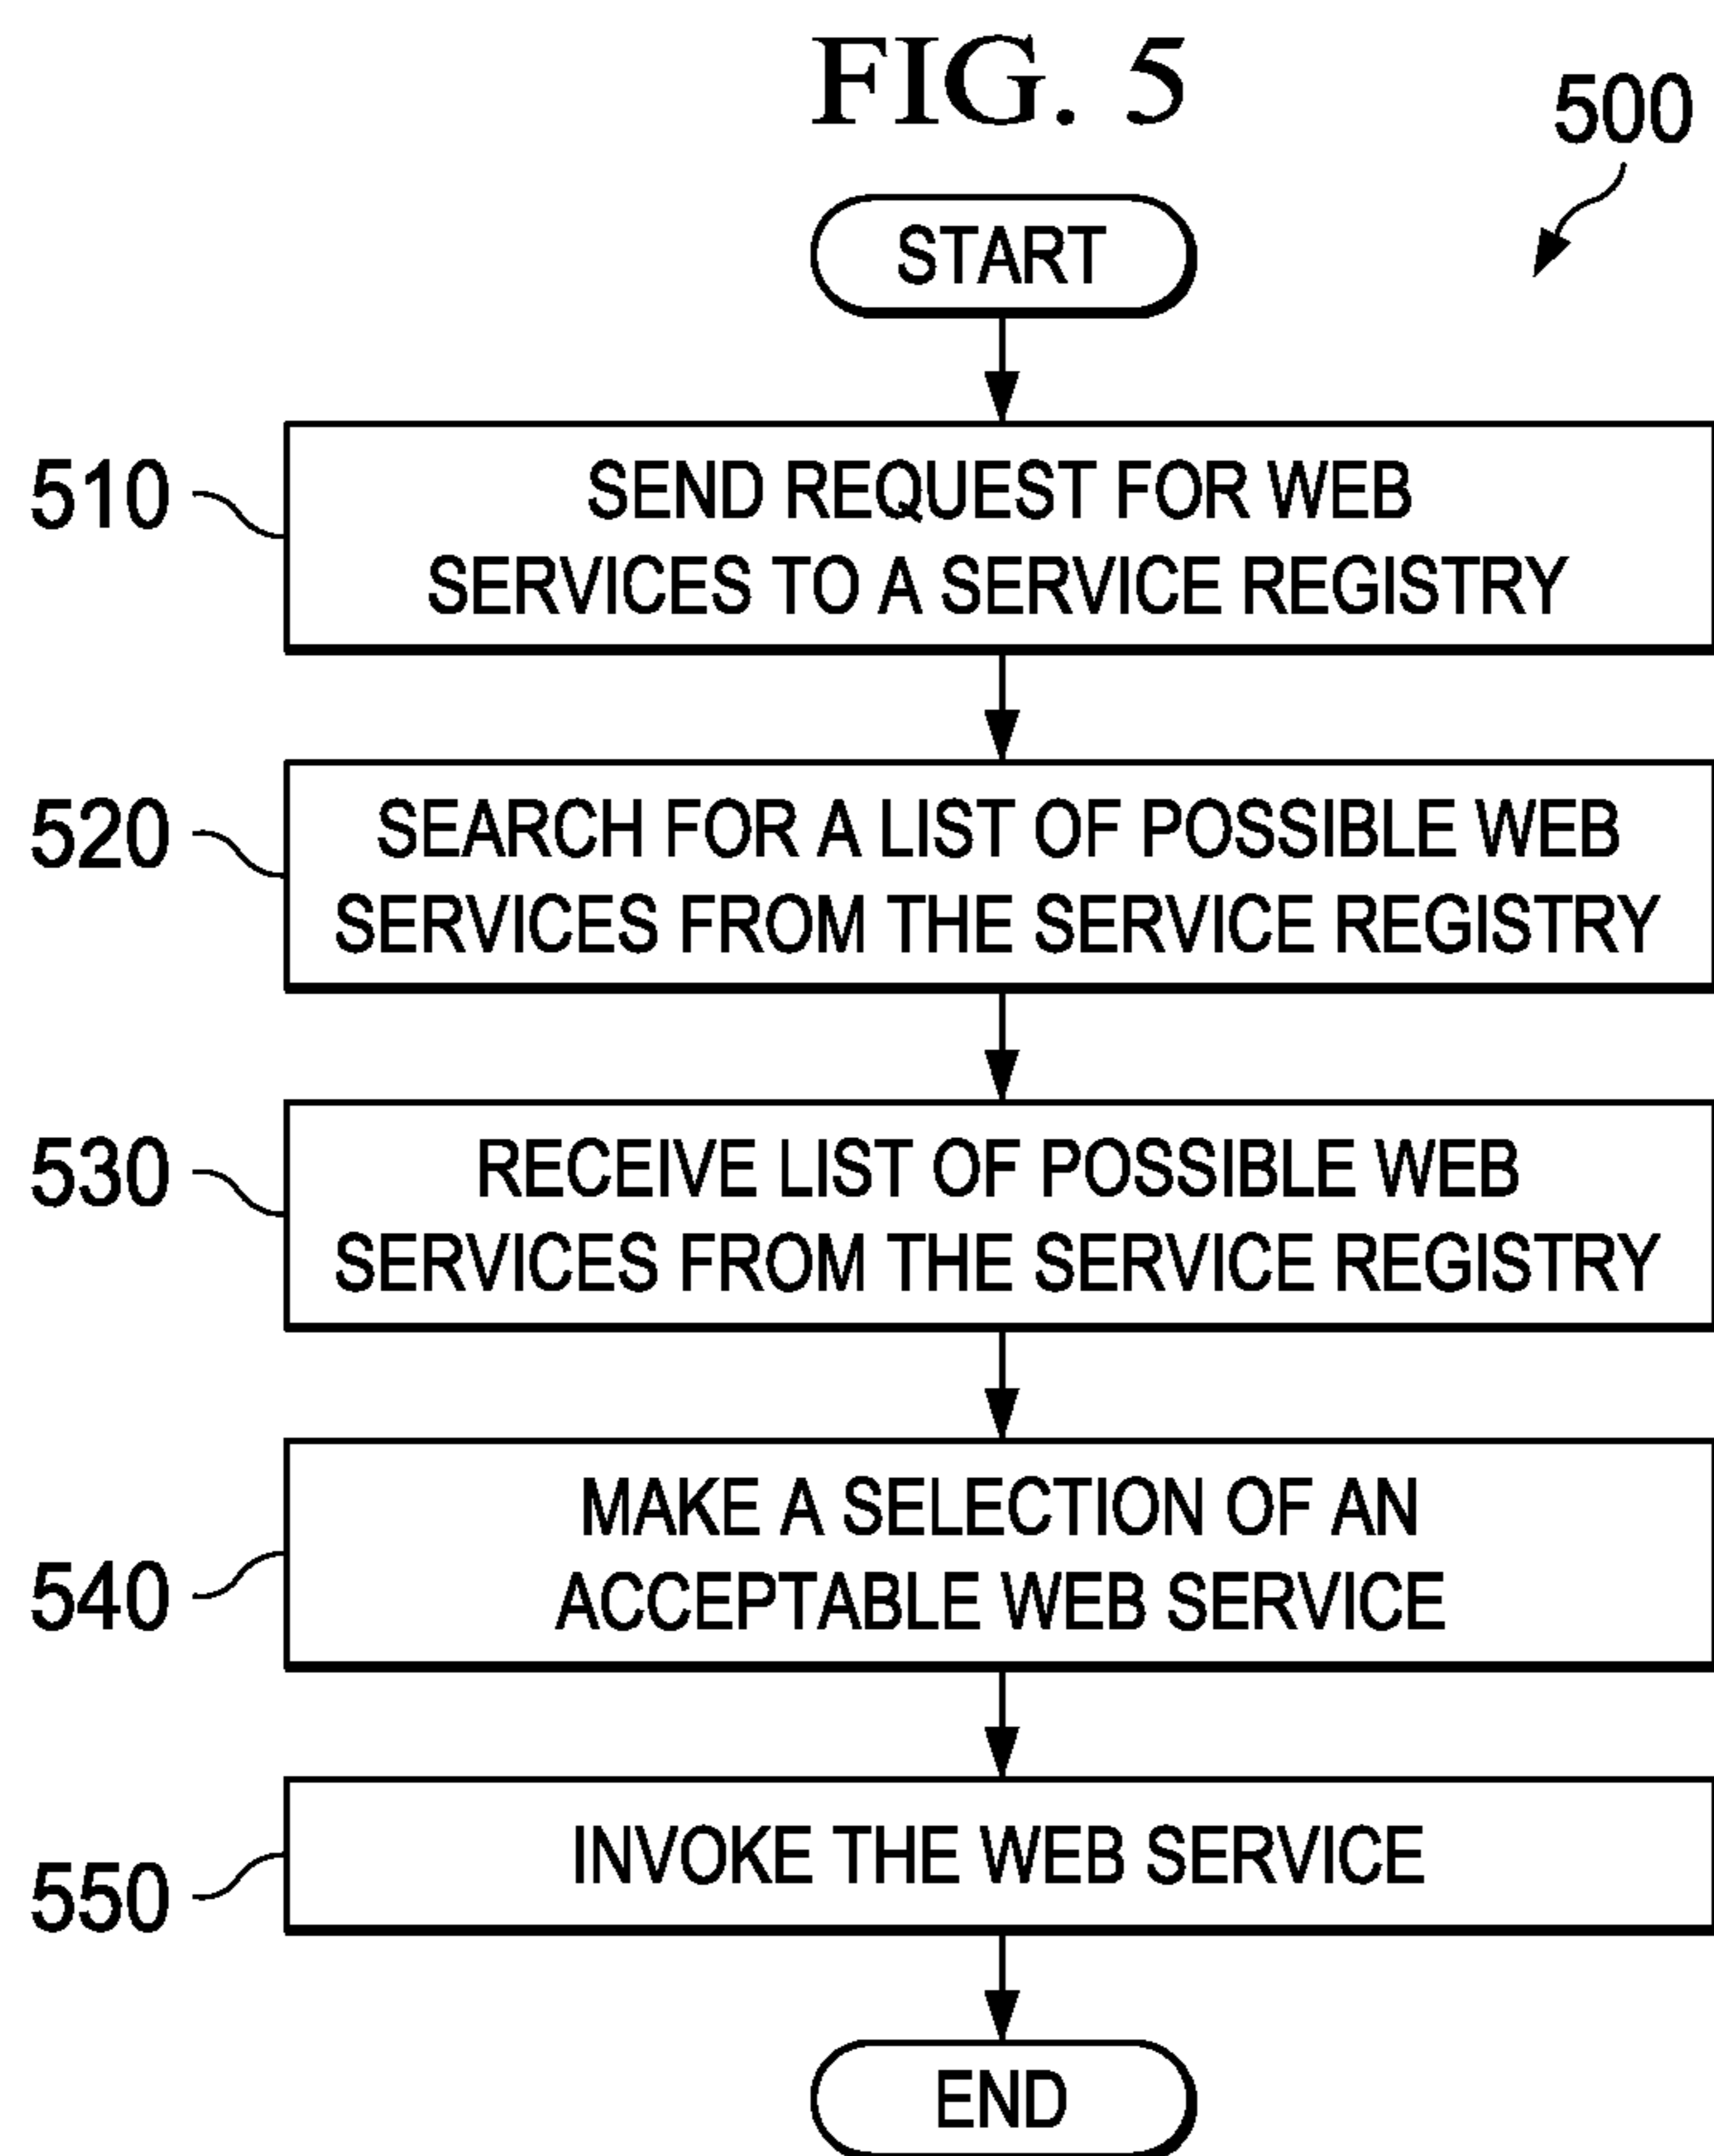 FIG. 5
500
START
510
SEND REQUEST FOR WEB
SERVICES TO A SERVICE REGISTRY
520
SEARCH FOR A LIST OF POSSIBLE WEB
SERVICES FROM THE SERVICE REGISTRY
530
RECEIVE LIST OF POSSIBLE WEB
SERVICES FROM THE SERVICE REGISTRY
540
MAKE A SELECTION OF AN
ACCEPTABLE WEB SERVICE
550
INVOKE THE WEB SERVICE
END